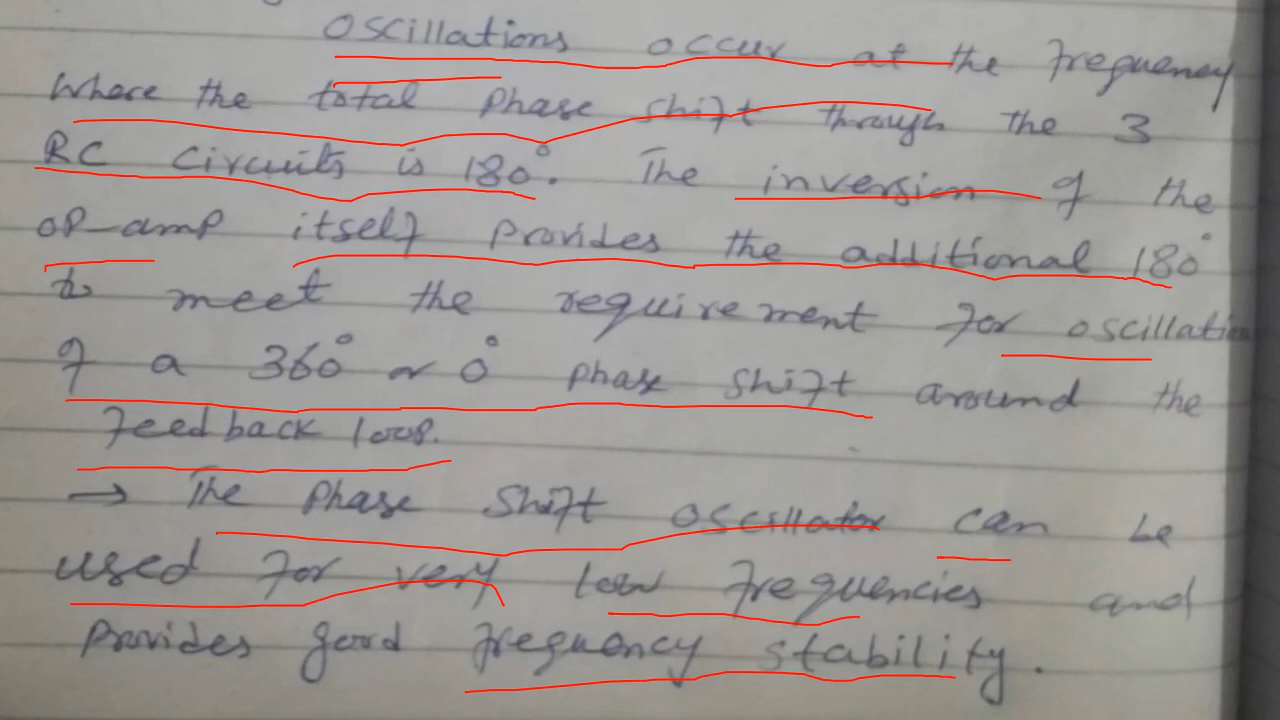 Oscillations occur at the frequency
where the total phase shift through the 3
RC circuits is 180°. The inversion of the
op-amp itself provides the additional 180°
to meet the requirement for oscillation
of a 360° or 0° phase shift around the
feedback loop.
→ The phase shift oscillator can be
used for very low frequencies and
provides good frequency stability.